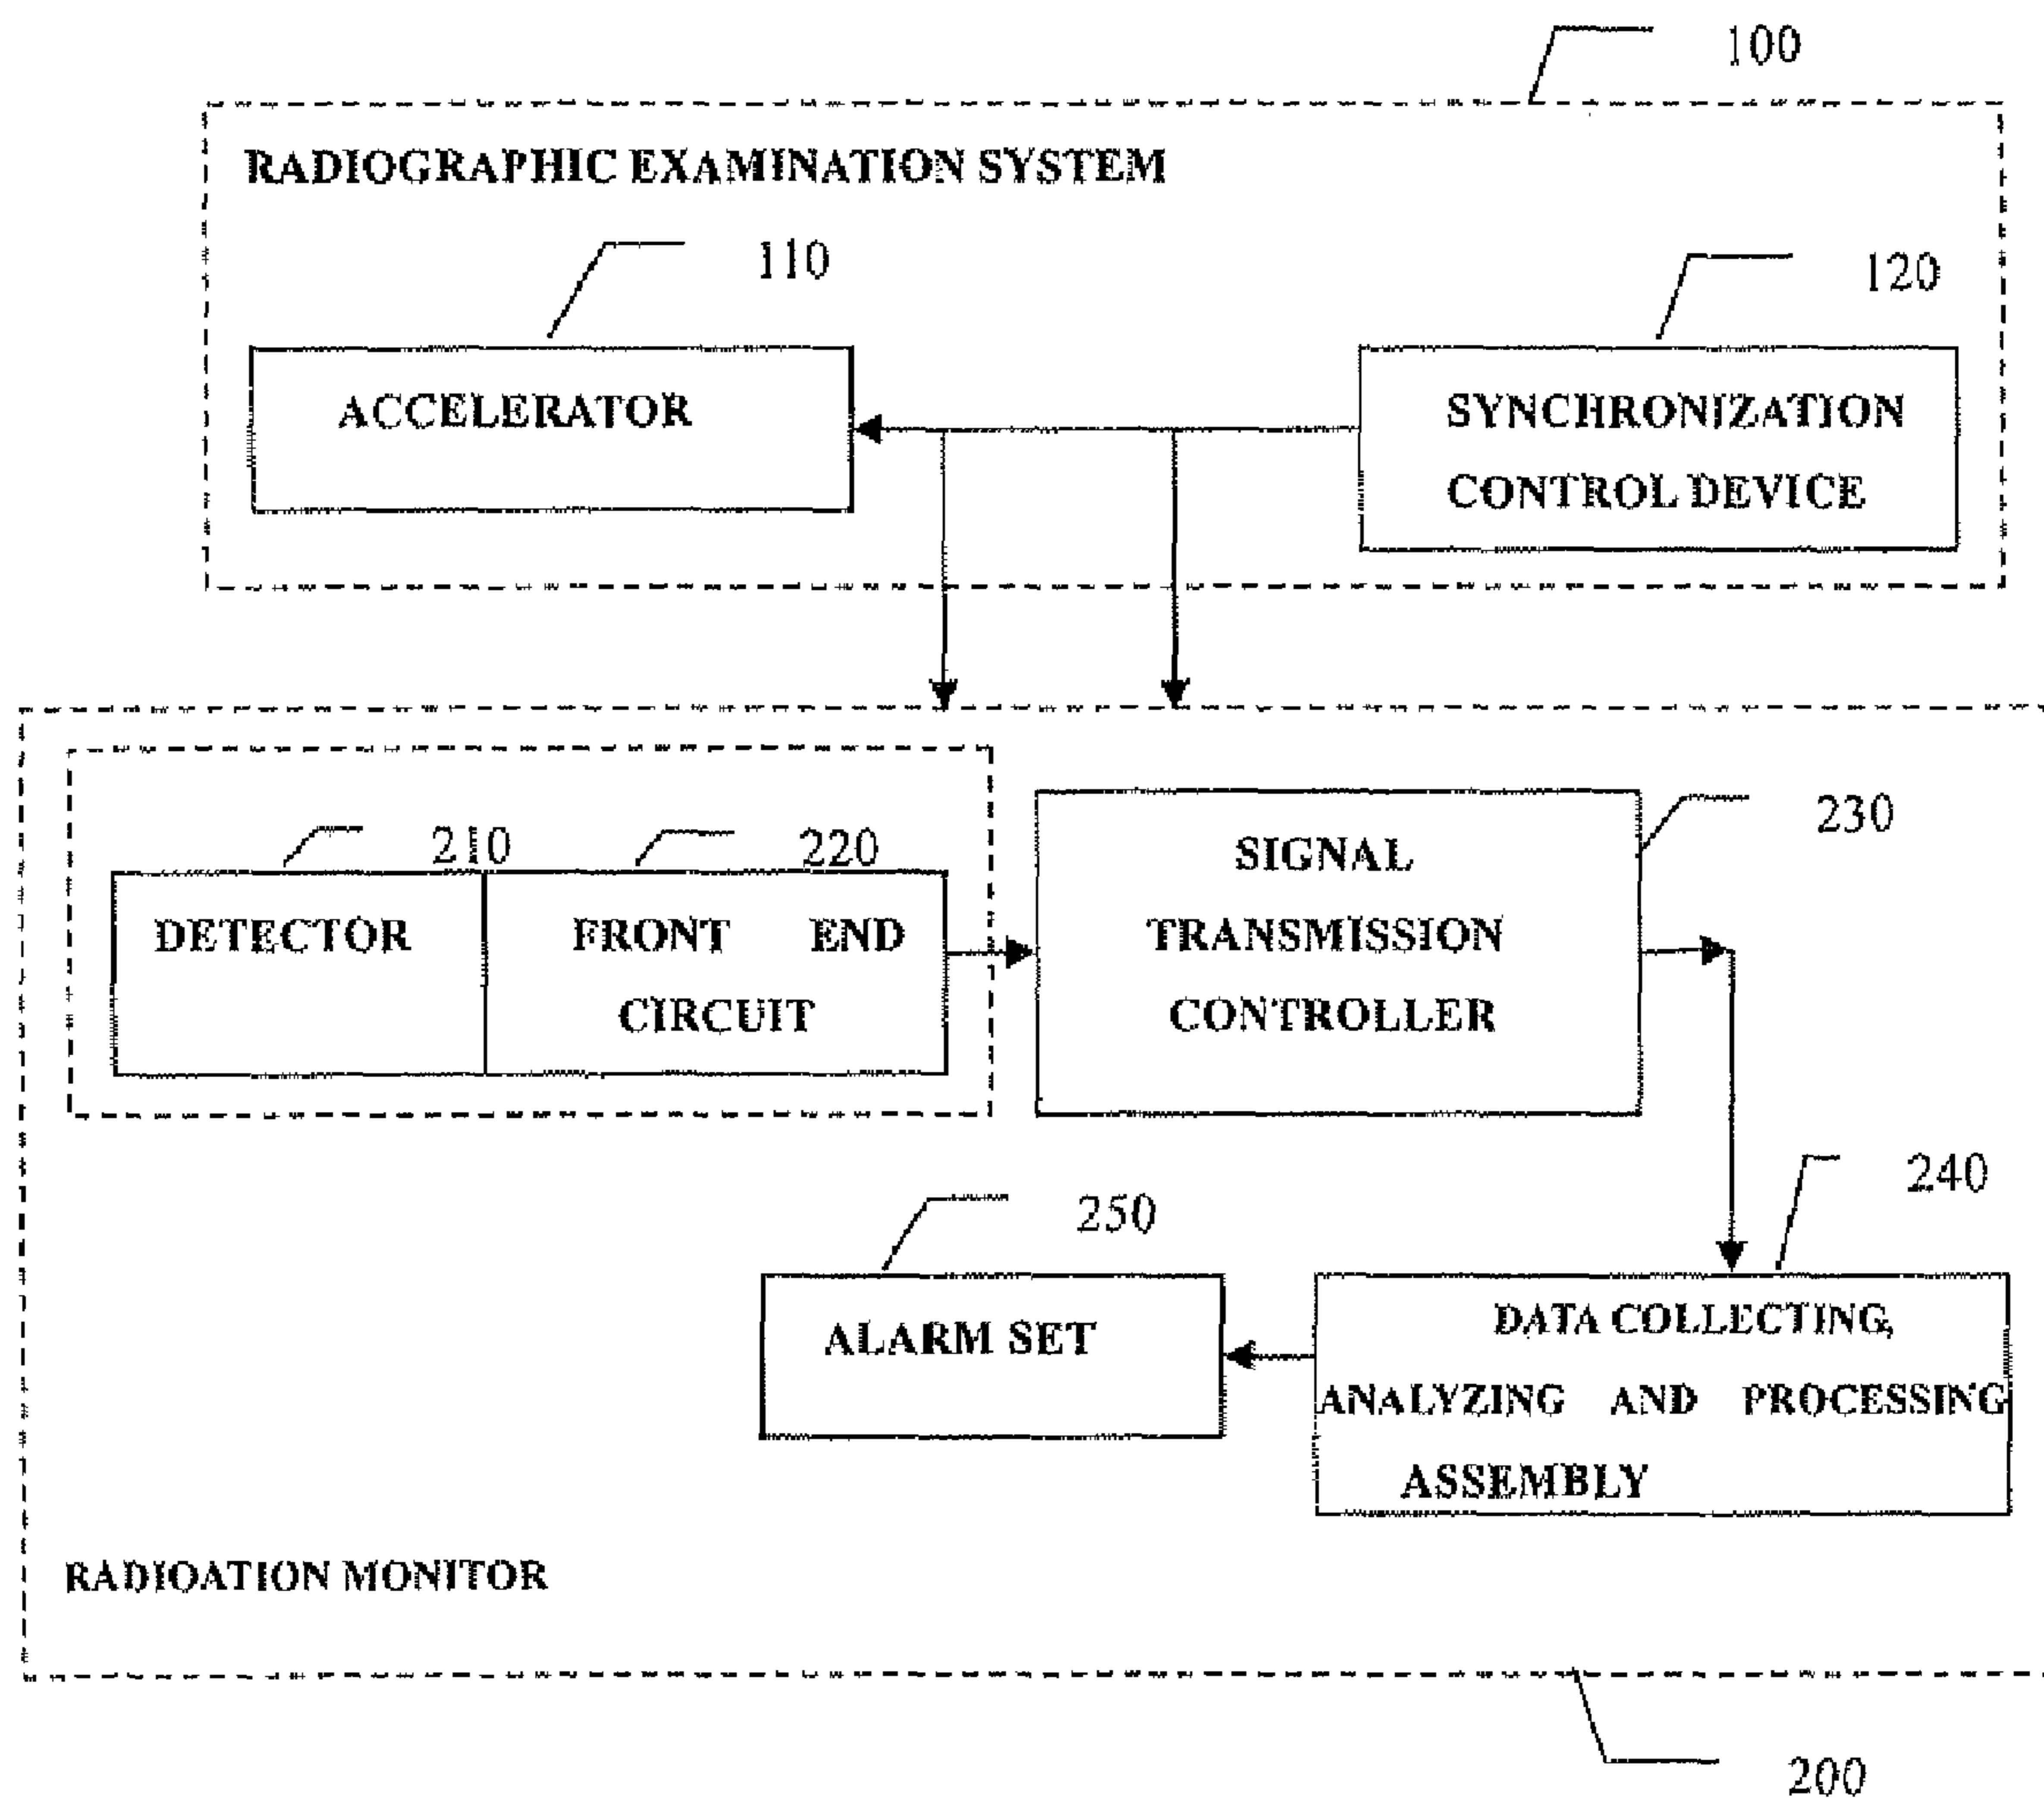 100
RADIOGRAPHIC EXAMINATION SYSTEM
110
120
ACCELERATOR
SYNCHRONIZATION
CONTROL DEVICE
210
220
230
DETECTOR
FRONT END
CIRCUIT
SIGNAL
TRANSMISSION
CONTROLLER
240
250
ALARM SET
DATA COLLECTING,
ANALYZING AND PROCESSING
ASSEMBLY
RADIOATION MONITOR
200